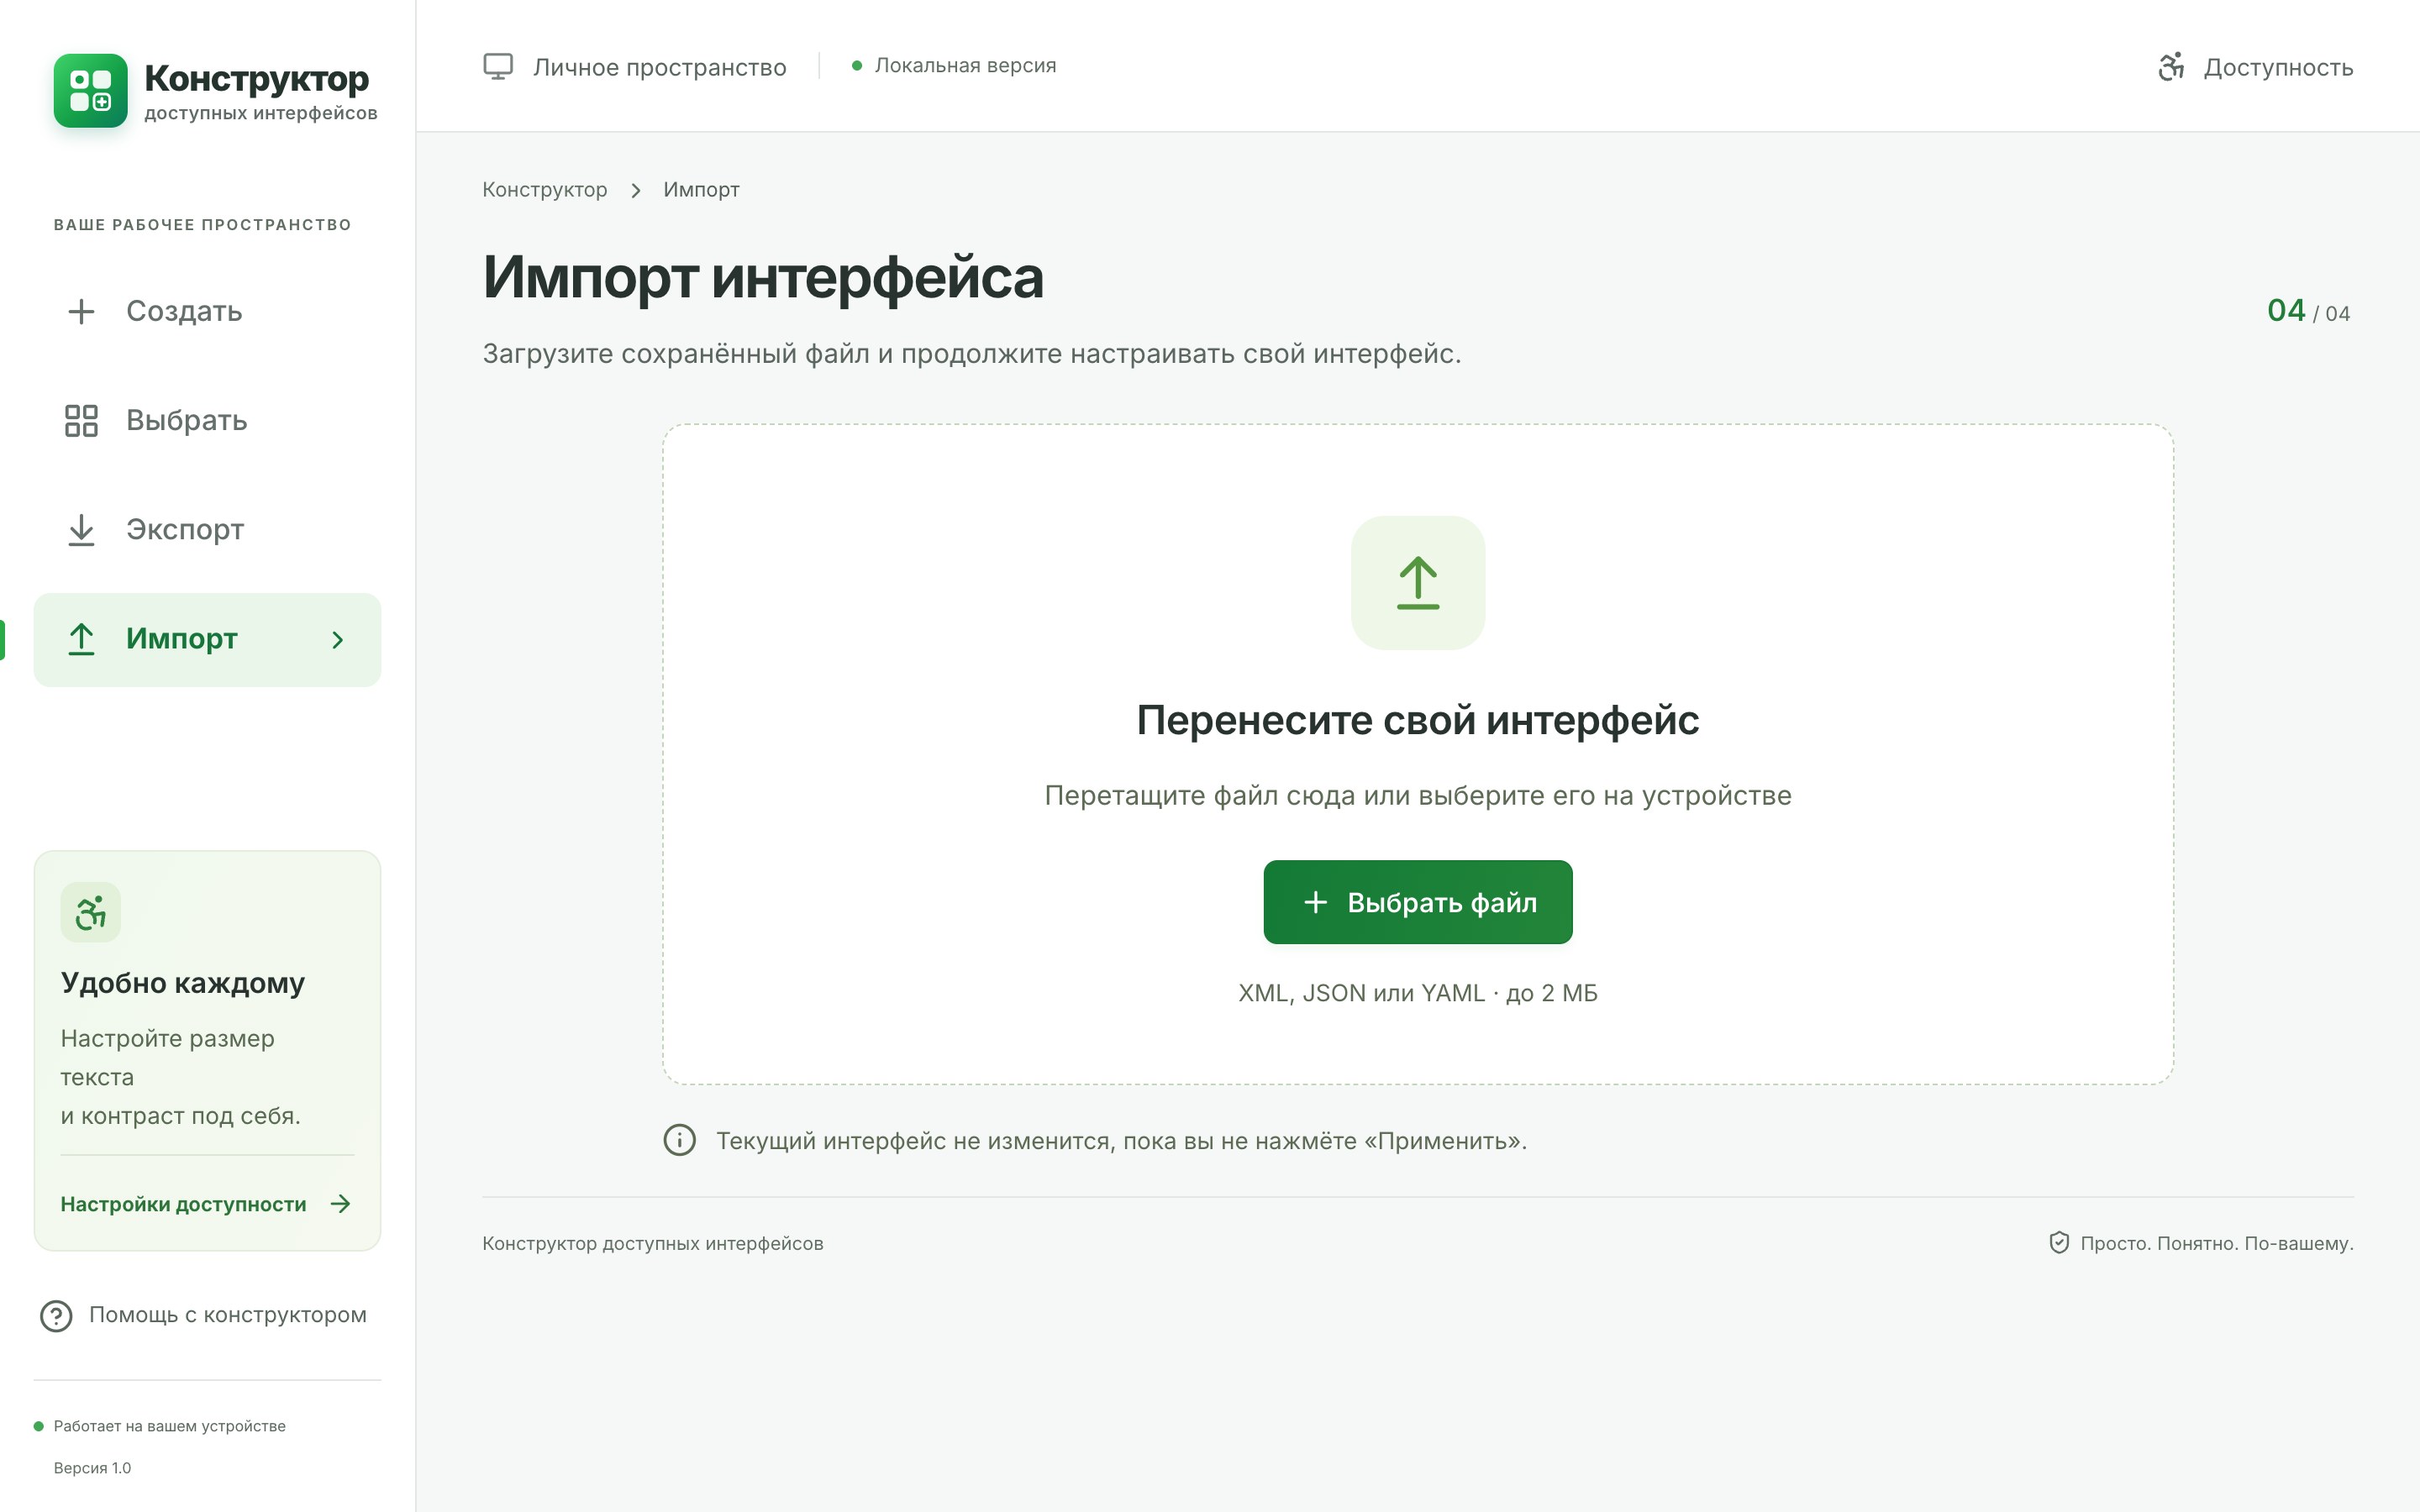 Конструктор
доступных интерфейсов
ВАШЕ РАБОЧЕЕ ПРОСТРАНСТВО
Создать
Выбрать
Экспорт
Импорт
Удобно каждому
Настройте размер
текста
и контраст под себя.
Настройки доступности
Помощь с конструктором
Работает на вашем устройстве
Версия 1.0
Личное пространство
Локальная версия
Доступность
Конструктор
Импорт
Импорт интерфейса
04 / 04
Загрузите сохранённый файл и продолжите настраивать свой интерфейс.
Перенесите свой интерфейс
Перетащите файл сюда или выберите его на устройстве
Выбрать файл
XML, JSON или YAML · до 2 МБ
Текущий интерфейс не изменится, пока вы не нажмёте «Применить».
Конструктор доступных интерфейсов
Просто. Понятно. По-вашему.